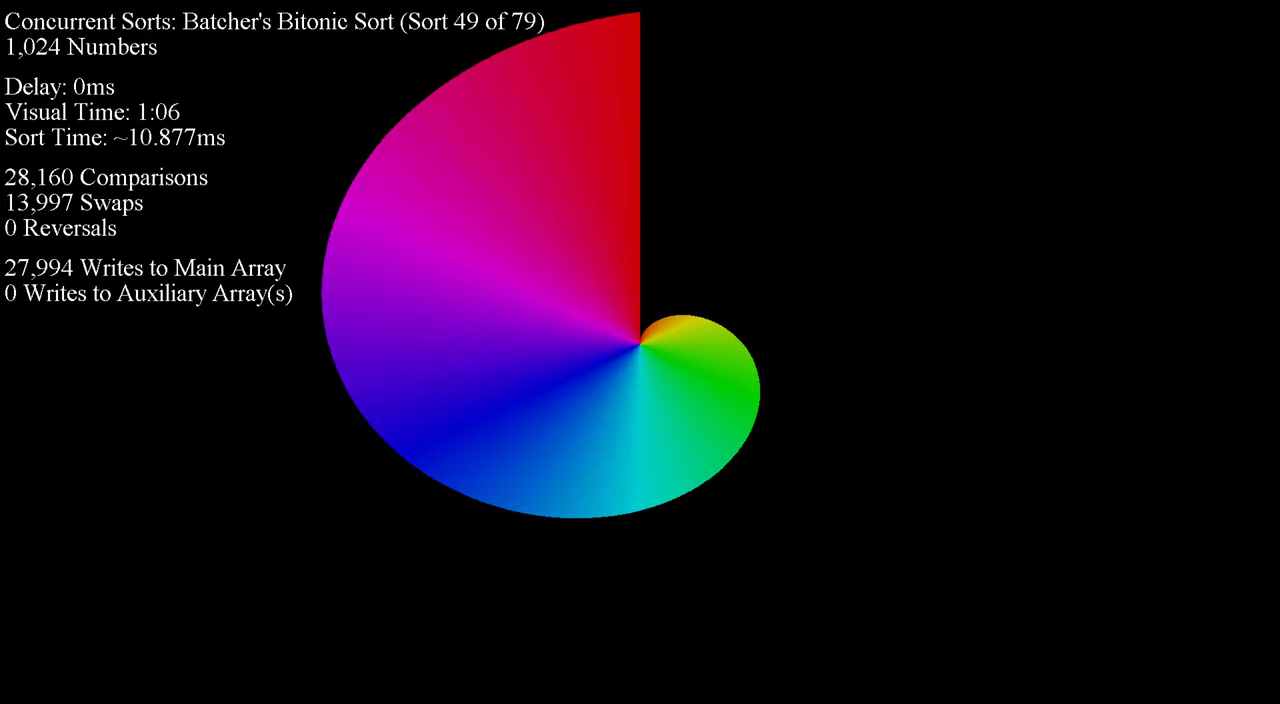 Concurrent Sorts: Batcher's Bitonic Sort (Sort 49 of 79)
1,024 Numbers
Delay: 0ms
Visual Time: 1:06
Sort Time: ~10.877ms
28,160 Comparisons
13,997 Swaps
0 Reversals
27,994 Writes to Main Array
0 Writes to Auxiliary Array(s)